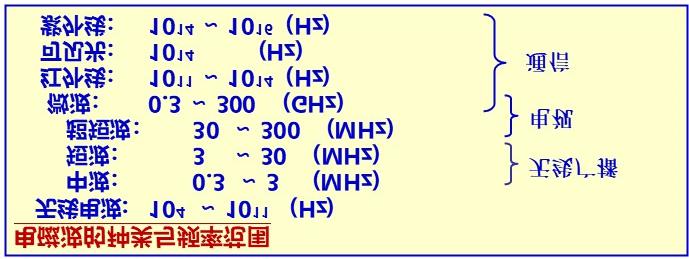 电磁波的种类与频率范围
无线电波: 10⁴ ~ 10¹¹ (Hz)
中波: 0.3 ~ 3 (MHz)
短波: 3 ~ 30 (MHz)
无线广播
超短波: 30 ~ 300 (MHz)
电视
微波: 0.3 ~ 300 (GHz)
红外线: 10¹¹ ~ 10¹⁴ (Hz)
通信
可见光: 10¹⁴ (Hz)
紫外线: 10¹⁴ ~ 10¹⁶ (Hz)